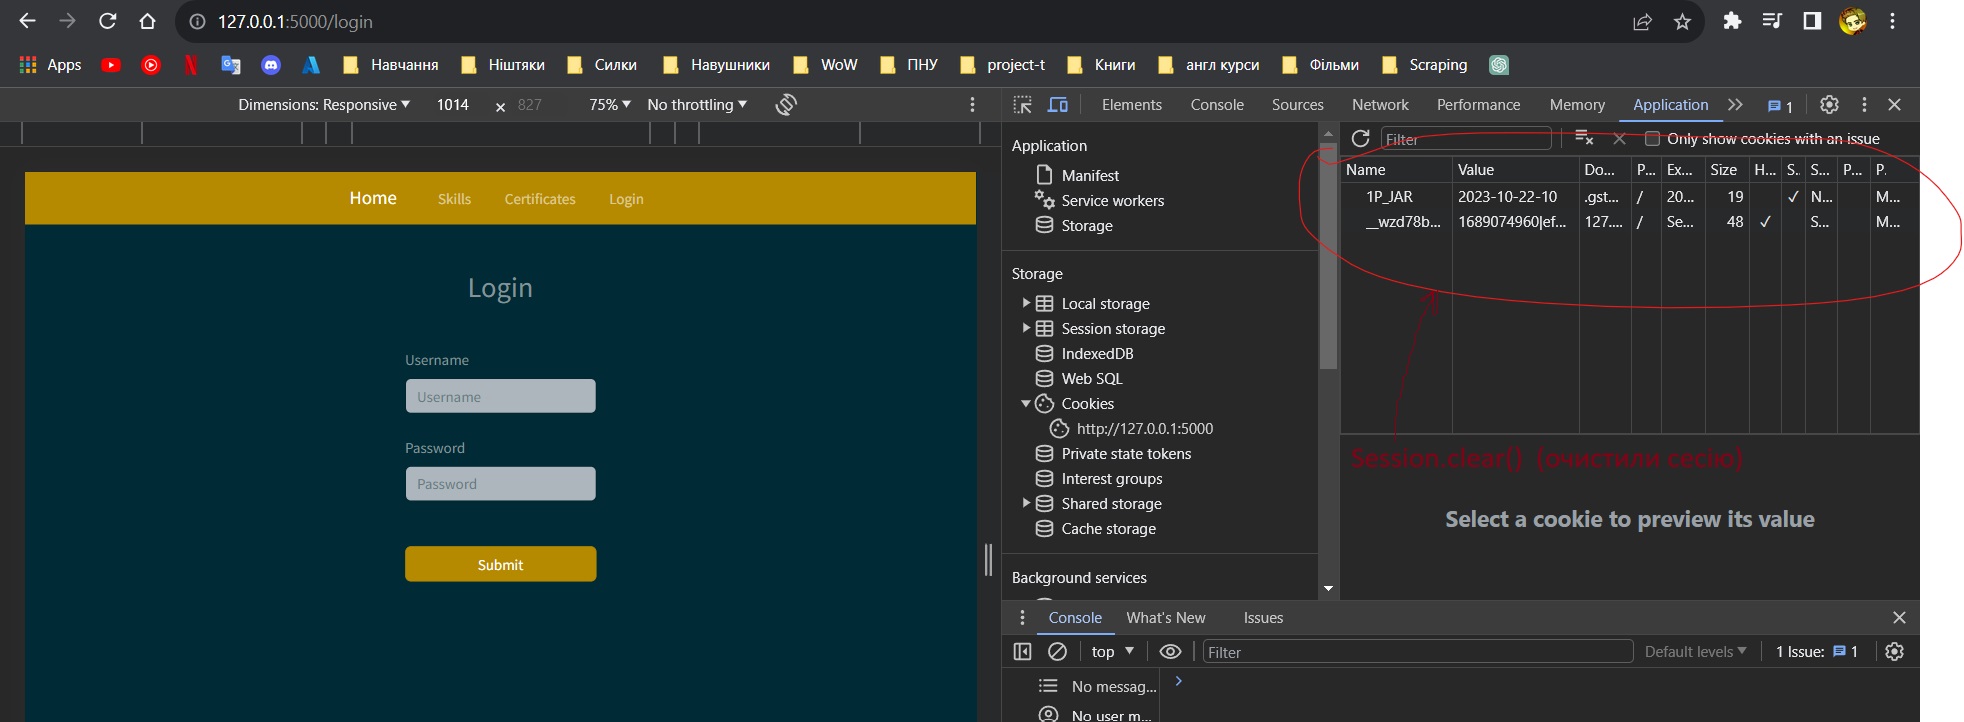 127.0.0.1:5000/login
Apps Навчання Ніштяки Силки Навушники WoW ПНУ project-t Книги англ курси Фільми Scraping
Dimensions: Responsive 1014 × 827 75% No throttling
Elements Console Sources Network Performance Memory Application 1
Home Skills Certificates Login
Login
Username
Username
Password
Password
Submit
Application
Manifest
Service workers
Storage
Storage
Local storage
Session storage
IndexedDB
Web SQL
Cookies
http://127.0.0.1:5000
Private state tokens
Interest groups
Shared storage
Cache storage
Background services
Filter Only show cookies with an issue
Name Value Do... P... Ex... Size H... S.. S... P... P.
1P_JAR 2023-10-22-10 .gst... / 20... 19 ✓ N... M...
__wzd78b... 1689074960|ef... 127.... / Se... 48 ✓ S... M...
Session.clear() (очистили сесію)
Select a cookie to preview its value
Console What's New Issues
top Filter Default levels 1 Issue: 1
No messag...
No user m...